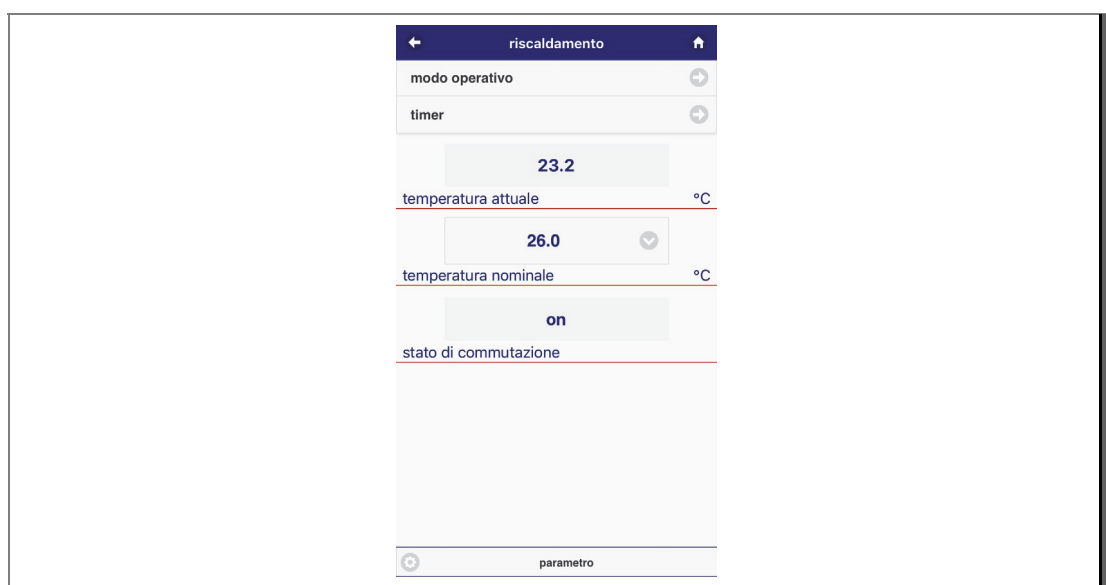 riscaldamento
modo operativo
timer
23.2
temperatura attuale °C
26.0
temperatura nominale °C
on
stato di commutazione
parametro